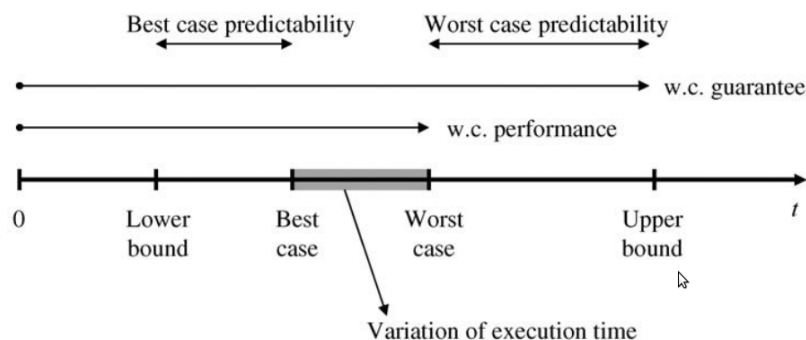 Best case predictability Worst case predictability
w.c. guarantee
w.c. performance
0 Lower bound Best case Worst case Upper bound t
Variation of execution time